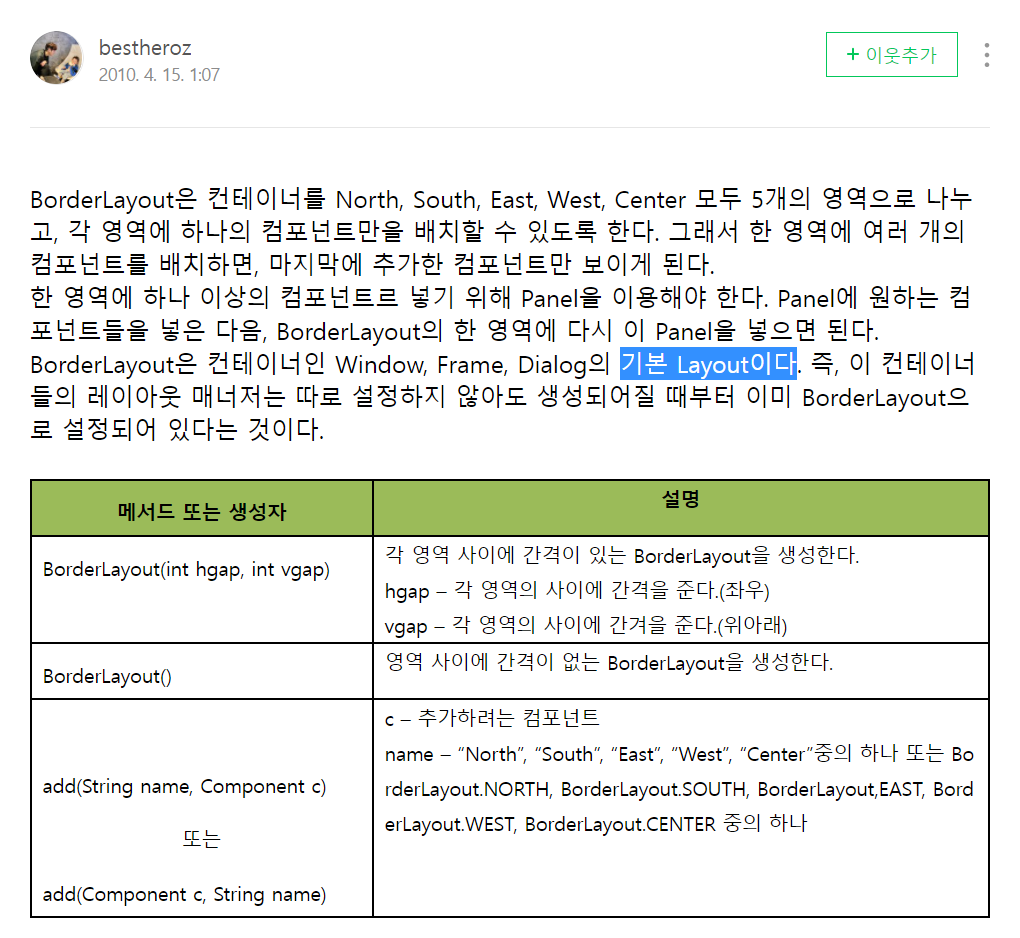 bestheroz
2010. 4. 15. 1:07
+ 이웃추가
BorderLayout은 컨테이너를 North, South, East, West, Center 모두 5개의 영역으로 나누
고, 각 영역에 하나의 컴포넌트만을 배치할 수 있도록 한다. 그래서 한 영역에 여러 개의
컴포넌트를 배치하면, 마지막에 추가한 컴포넌트만 보이게 된다.
한 영역에 하나 이상의 컴포넌트르 넣기 위해 Panel을 이용해야 한다. Panel에 원하는 컴
포넌트들을 넣은 다음, BorderLayout의 한 영역에 다시 이 Panel을 넣으면 된다.
BorderLayout은 컨테이너인 Window, Frame, Dialog의 기본 Layout이다. 즉, 이 컨테이너
들의 레이아웃 매너저는 따로 설정하지 않아도 생성되어질 때부터 이미 BorderLayout으
로 설정되어 있다는 것이다.
메서드 또는 생성자
설명
BorderLayout(int hgap, int vgap)
각 영역 사이에 간격이 있는 BorderLayout을 생성한다.
hgap – 각 영역의 사이에 간격을 준다.(좌우)
vgap – 각 영역의 사이에 간겨을 준다.(위아래)
BorderLayout()
영역 사이에 간격이 없는 BorderLayout을 생성한다.
add(String name, Component c)
또는
add(Component c, String name)
c – 추가하려는 컴포넌트
name – “North”, “South”, “East”, “West”, “Center”중의 하나 또는 Bo
rderLayout.NORTH, BorderLayout.SOUTH, BorderLayout,EAST, Bord
erLayout.WEST, BorderLayout.CENTER 중의 하나